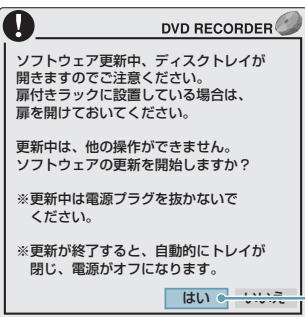 DVD RECORDER
ソフトウェア更新中、ディスクトレイが
開きますのでご注意ください。
扉付きラックに設置している場合は、
扉を開けておいてください。
更新中は、他の操作ができません。
ソフトウェアの更新を開始しますか？
※更新中は電源プラグを抜かないで
ください。
※更新が終了すると、自動的にトレイが
閉じ、電源がオフになります。
はい いいえ